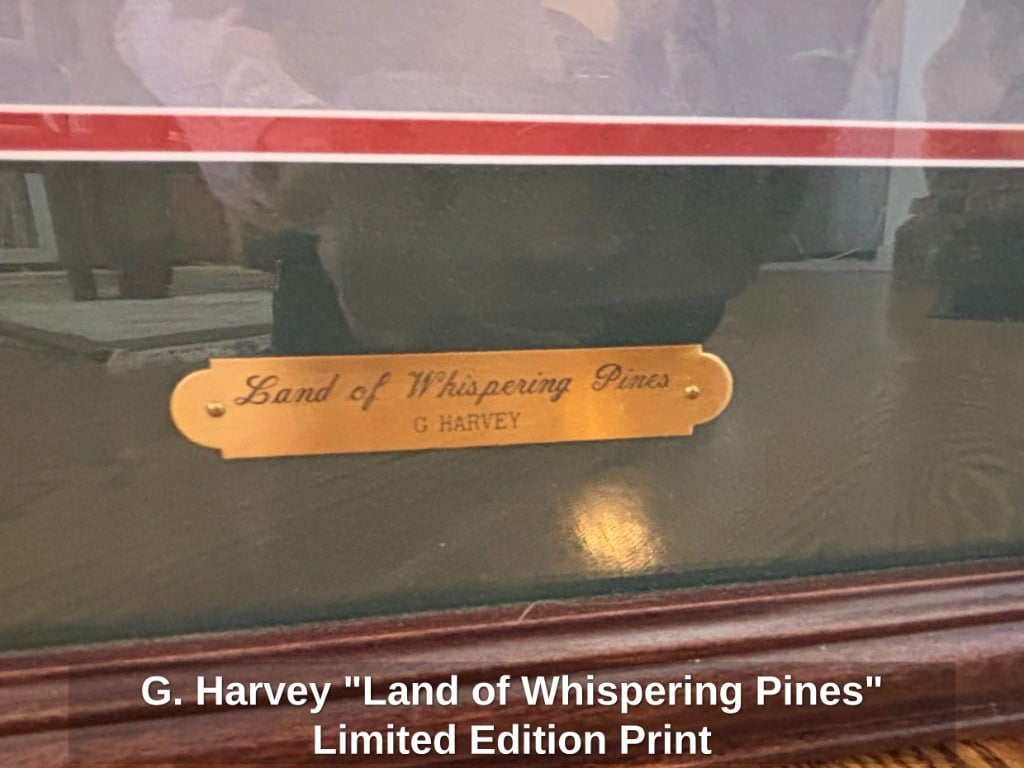 Land of Whispering Pines
G HARVEY
G. Harvey "Land of Whispering Pines"
Limited Edition Print